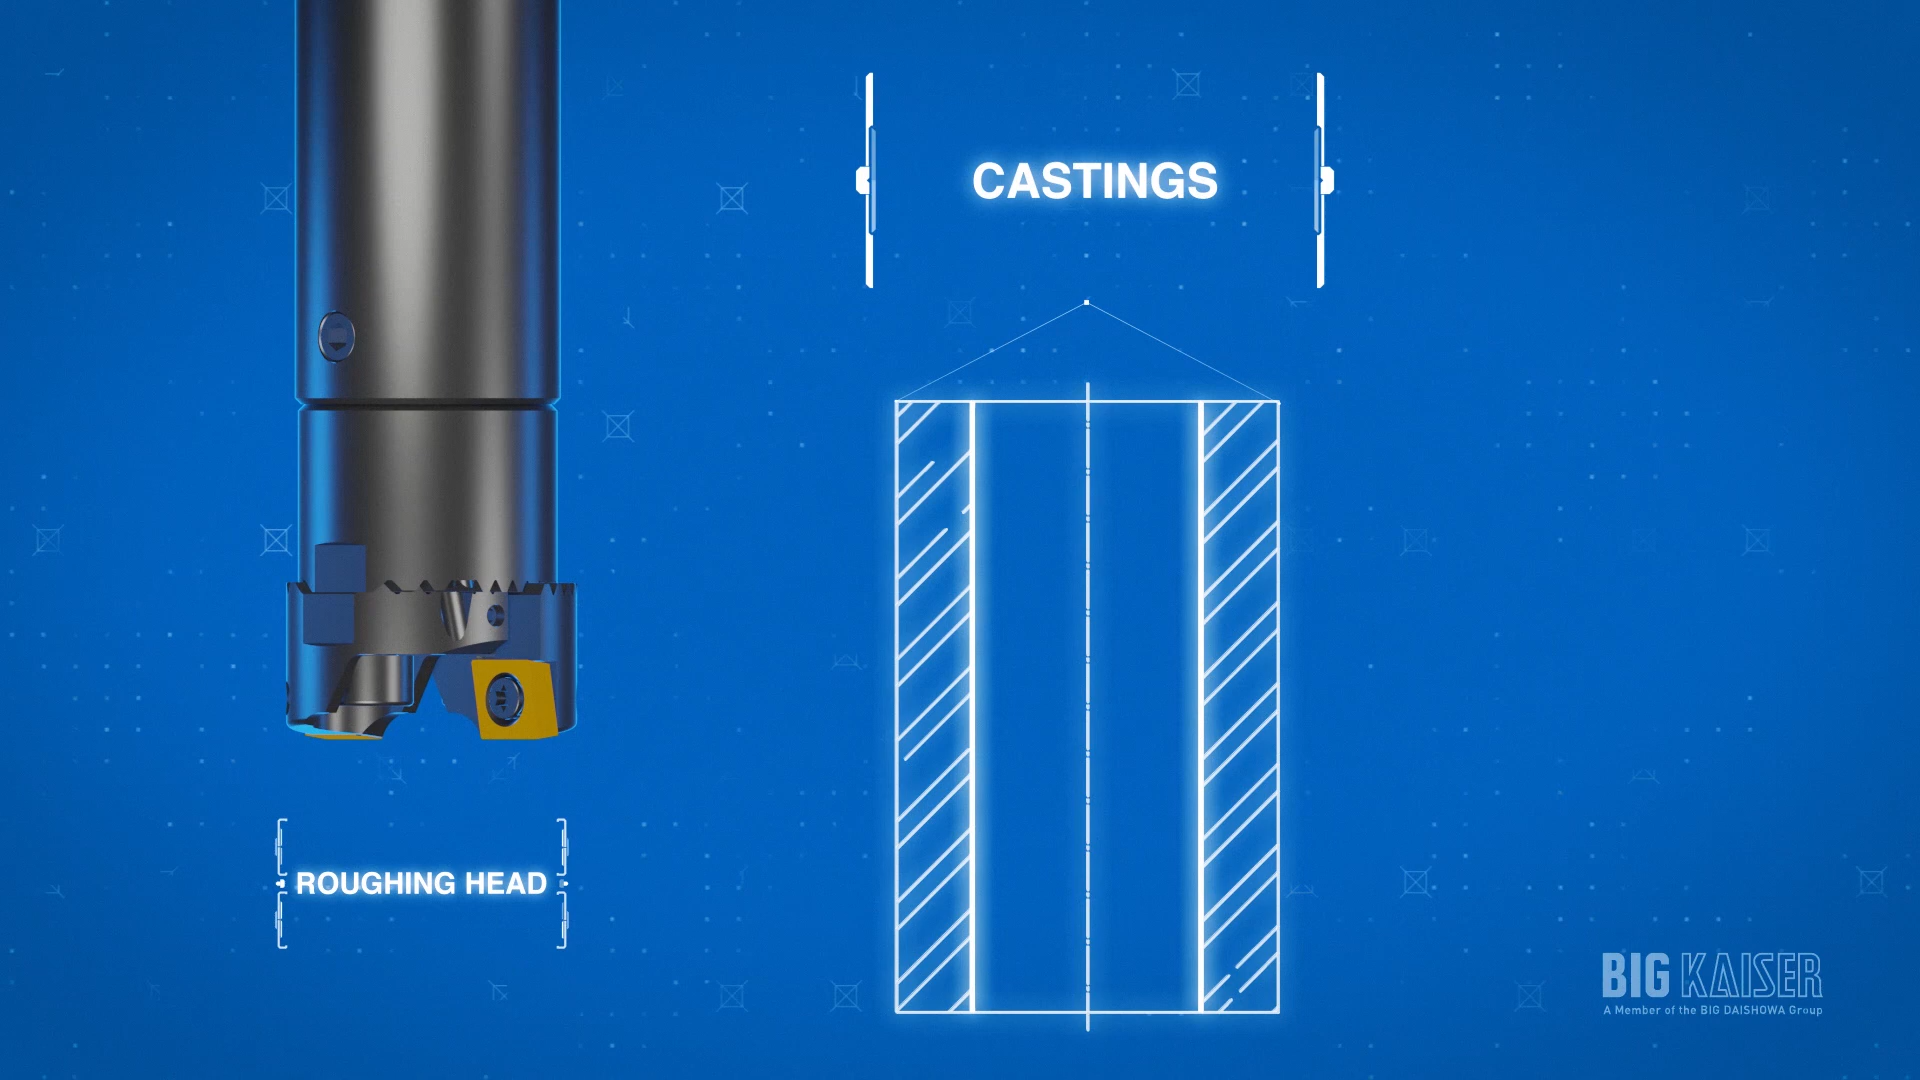 CASTINGS
ROUGHING HEAD
BIG KAISER
A Member of the BIG DAISHOWA Group